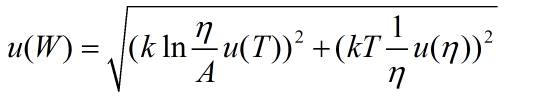 u(W) = √((k ln η/A u(T))² + (kT 1/η u(η))²)